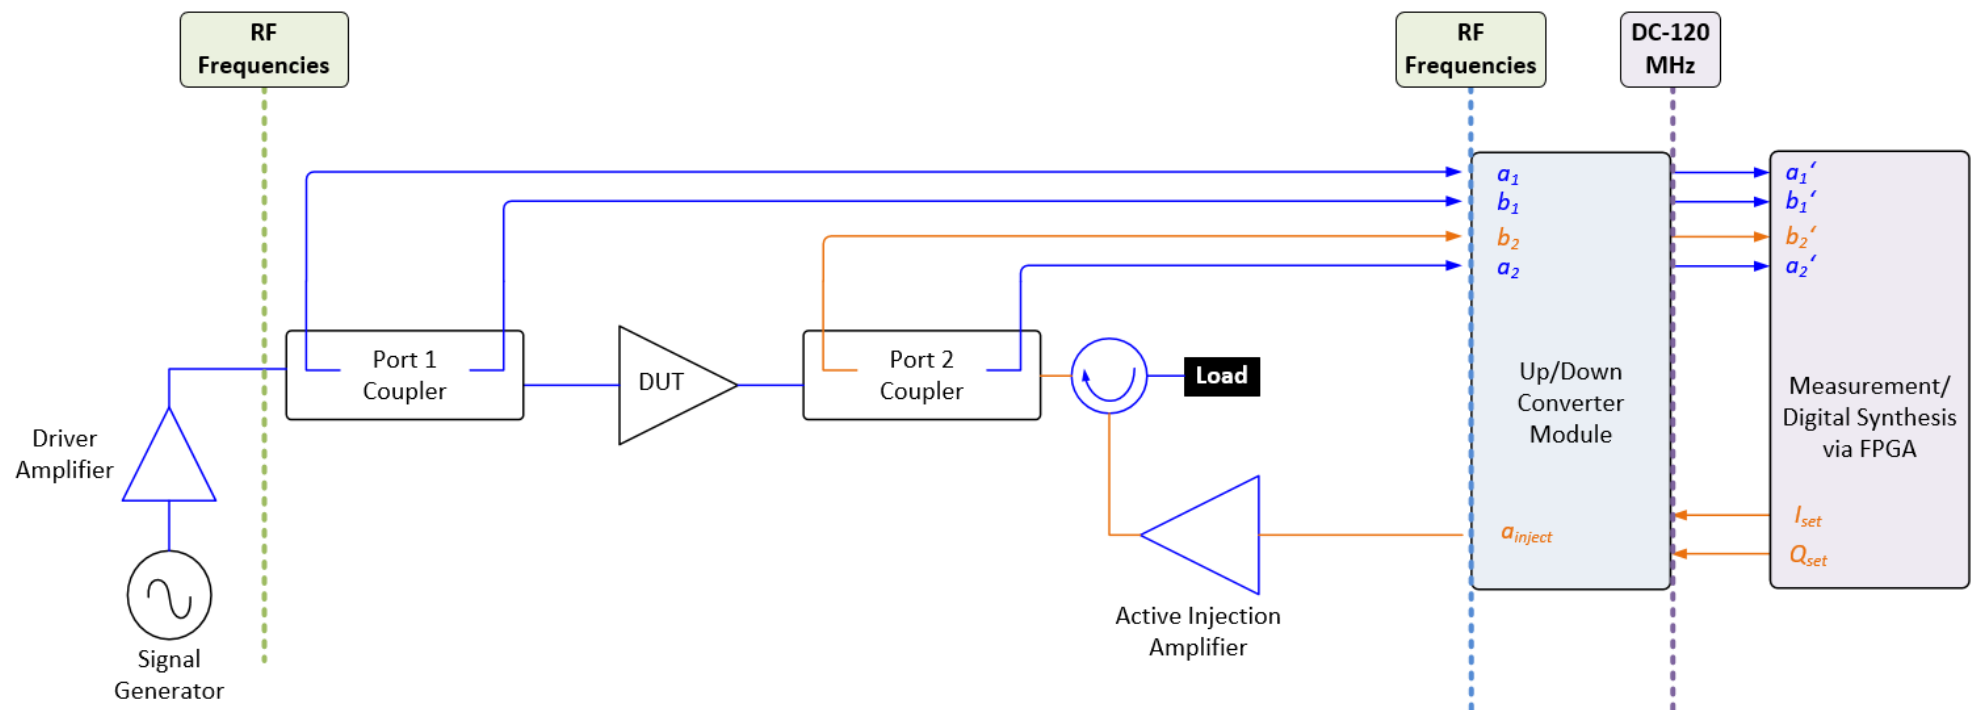 RF
Frequencies
RF
Frequencies
DC-120
MHz
a1
b1
b2
a2
a1‘
b1‘
b2‘
a2‘
Port 1
Coupler
DUT
Port 2
Coupler
Load
Up/Down
Converter
Module
Measurement/
Digital Synthesis
via FPGA
Driver
Amplifier
ainject
Iset
Qset
Active Injection
Amplifier
Signal
Generator